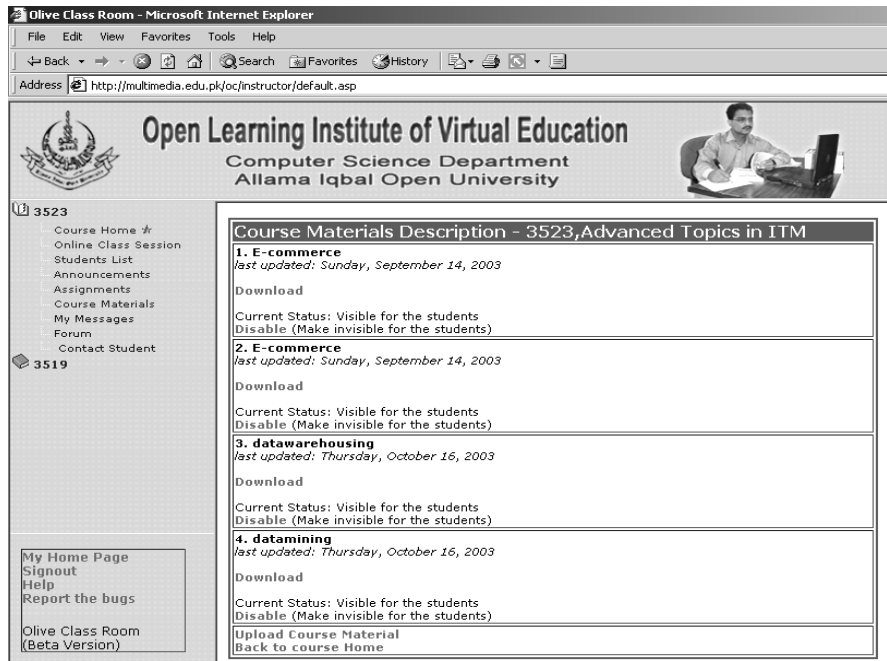 Olive Class Room - Microsoft Internet Explorer
File Edit View Favorites Tools Help
Back Search Favorites History
Address http://multimedia.edu.pk/oc/instructor/default.asp
Open Learning Institute of Virtual Education
Computer Science Department
Allama Iqbal Open University
3523
Course Home
Online Class Session
Students List
Announcements
Assignments
Course Materials
My Messages
Forum
Contact Student
3519
My Home Page
Signout
Help
Report the bugs
Olive Class Room
(Beta Version)
Course Materials Description - 3523,Advanced Topics in ITM
1. E-commerce
last updated: Sunday, September 14, 2003
Download
Current Status: Visible for the students
Disable (Make invisible for the students)
2. E-commerce
last updated: Sunday, September 14, 2003
Download
Current Status: Visible for the students
Disable (Make invisible for the students)
3. datawarehousing
last updated: Thursday, October 16, 2003
Download
Current Status: Visible for the students
Disable (Make invisible for the students)
4. datamining
last updated: Thursday, October 16, 2003
Download
Current Status: Visible for the students
Disable (Make invisible for the students)
Upload Course Material
Back to course Home